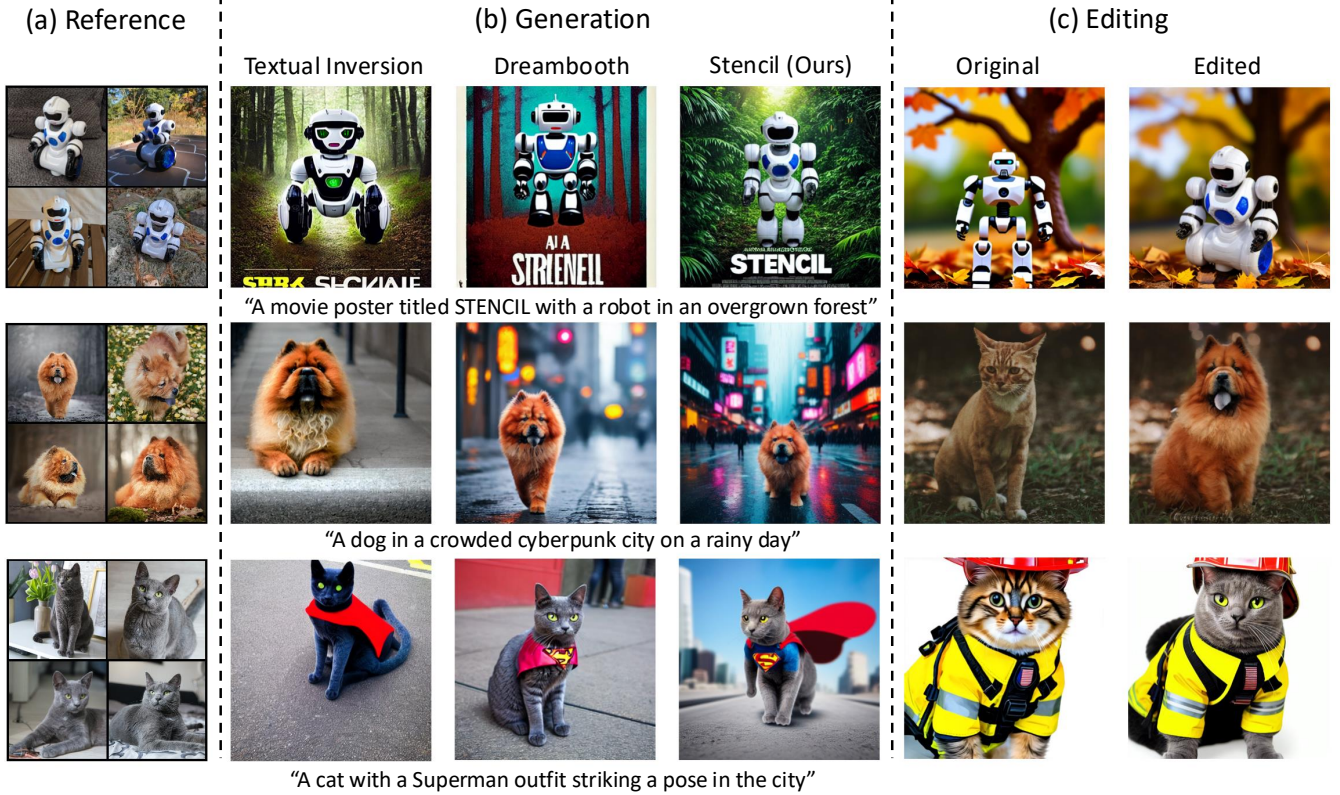 (a) Reference
(b) Generation
(c) Editing
Textual Inversion
Dreambooth
Stencil (Ours)
Original
Edited
AI A
STRIENELL
STENCIL
“A movie poster titled STENCIL with a robot in an overgrown forest”
“A dog in a crowded cyberpunk city on a rainy day”
“A cat with a Superman outfit striking a pose in the city”